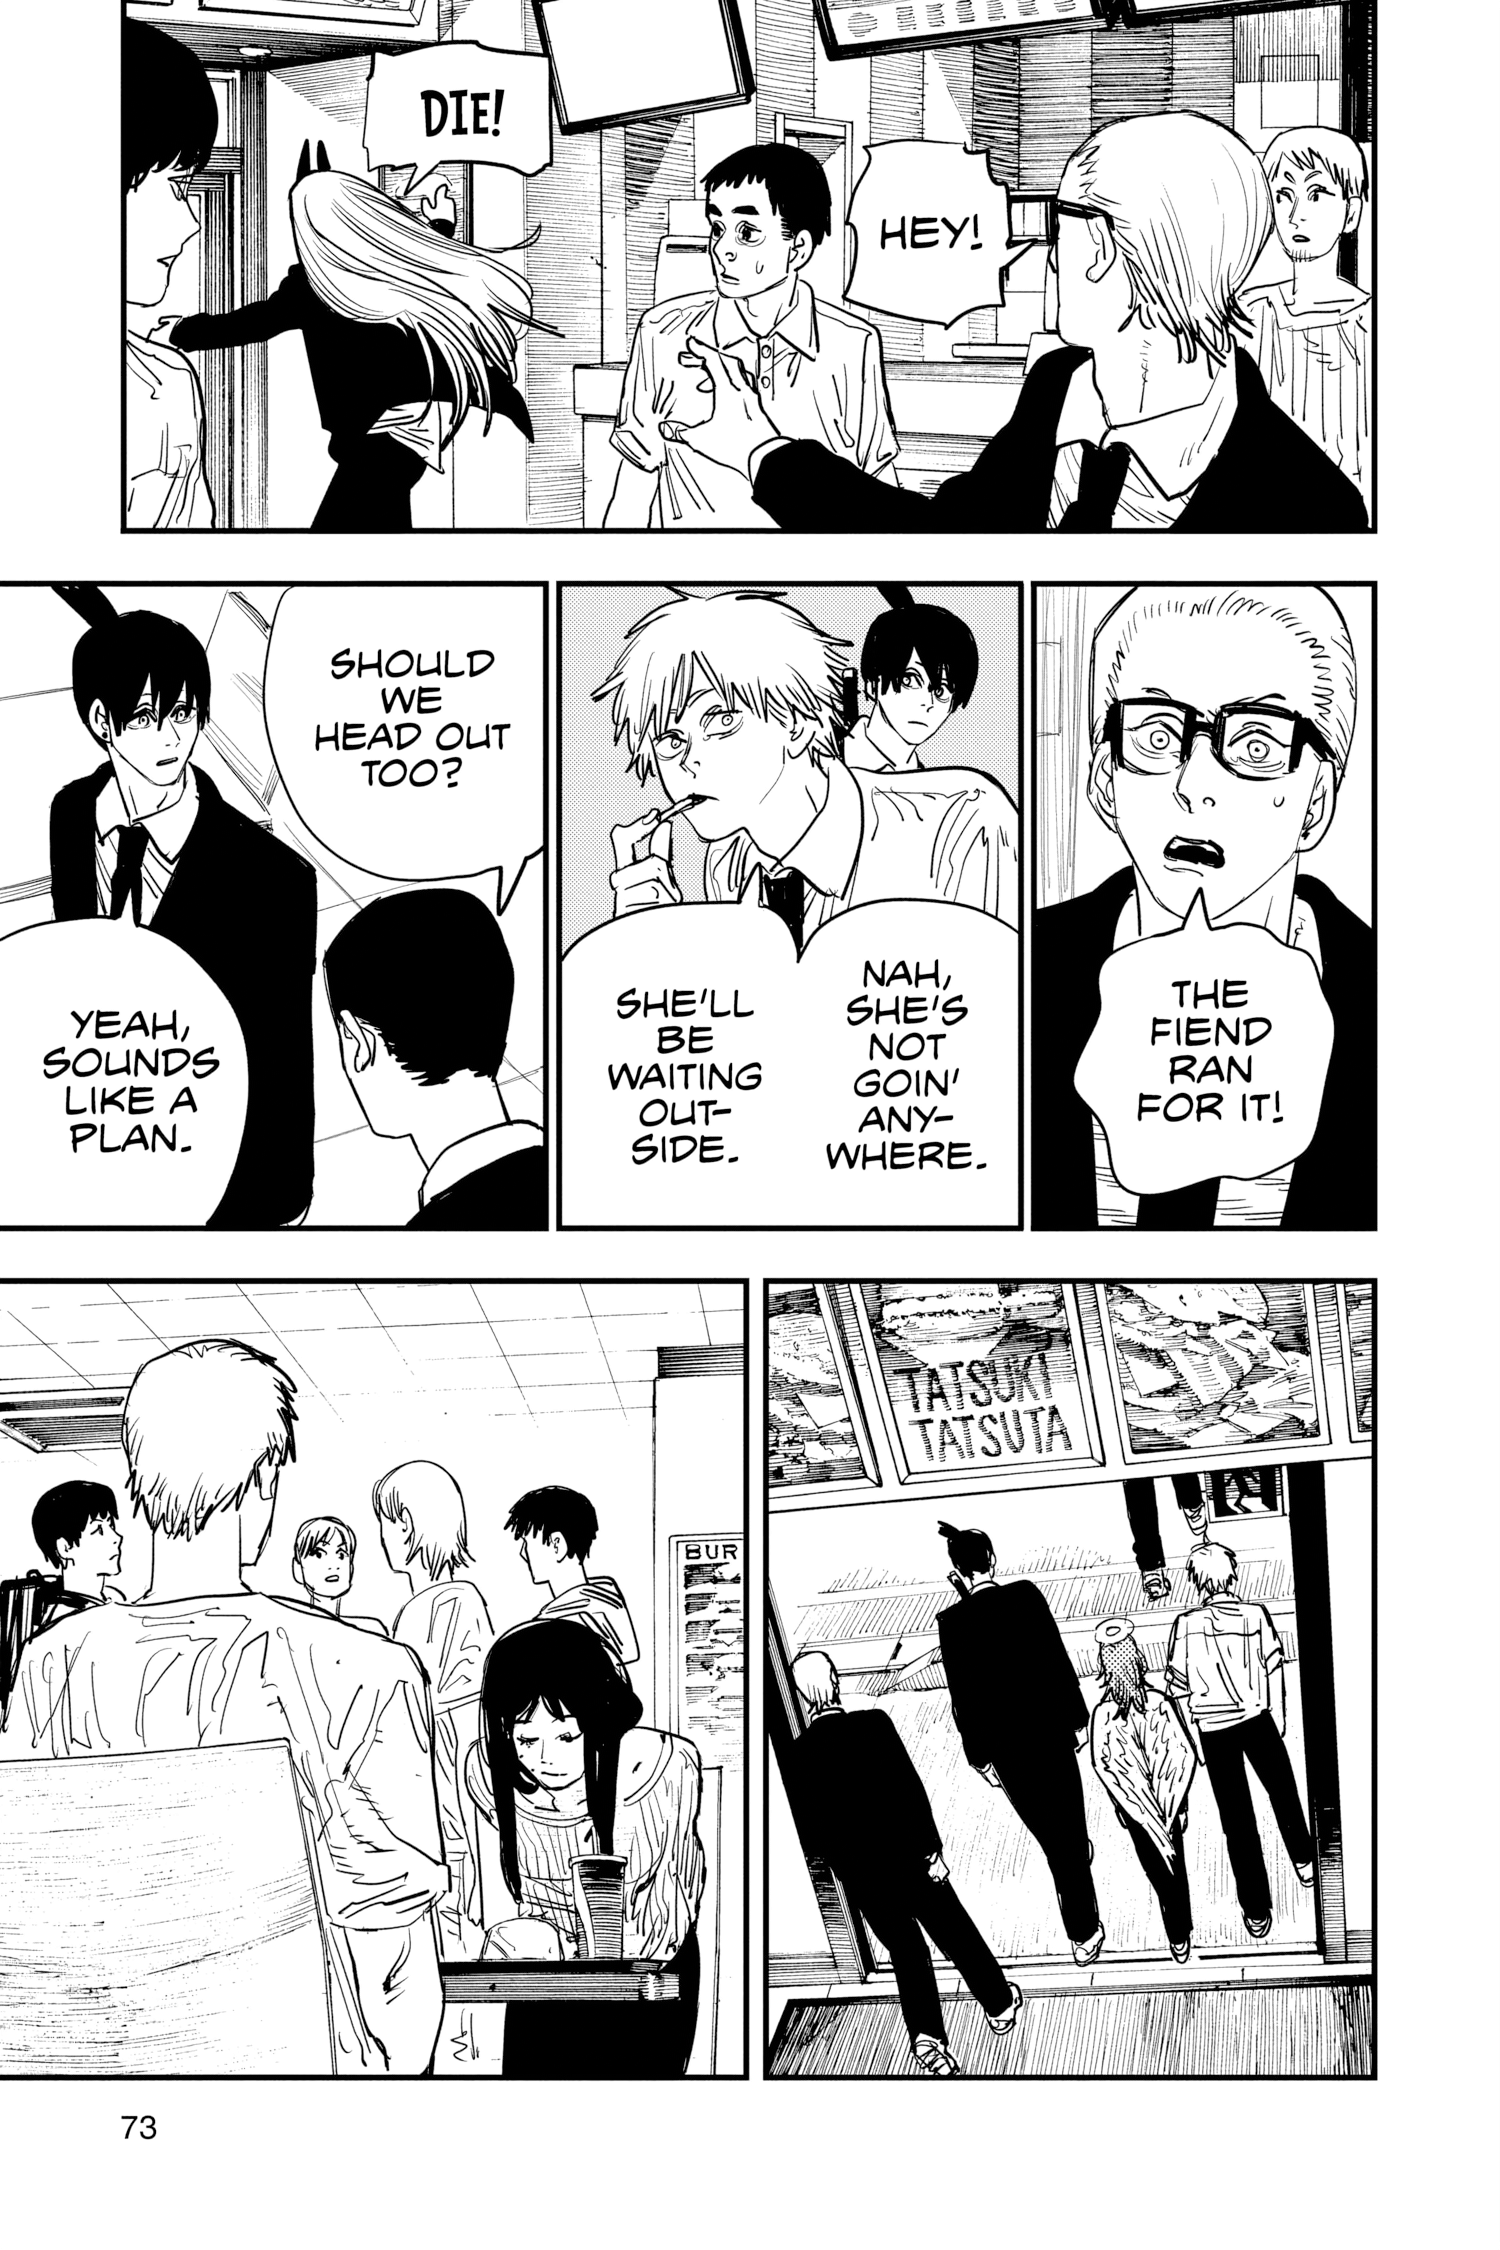 HEY!
DIE!
THE
FIEND
RAN
FOR IT!
NAH,
SHE'S
NOT
GOIN'
ANY-
WHERE.
SHE'LL
BE
WAITING
OUT-
SIDE.
SHOULD
WE
HEAD OUT
TOO?
YEAH,
SOUNDS
LIKE A
PLAN.
TATSUKI
TATSUTA
BUR
73